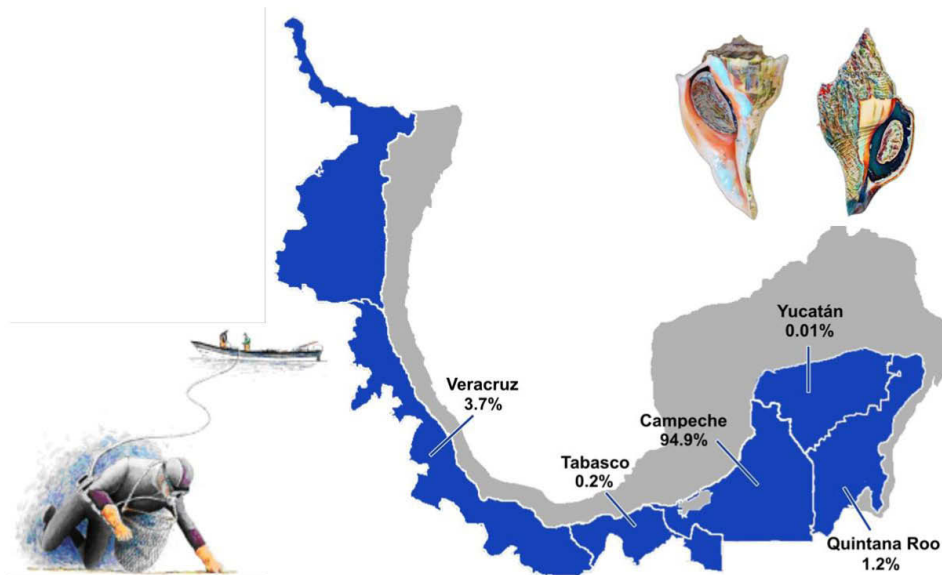 Yucatán
0.01%
Veracruz
3.7%
Campeche
94.9%
Tabasco
0.2%
Quintana Roo
1.2%